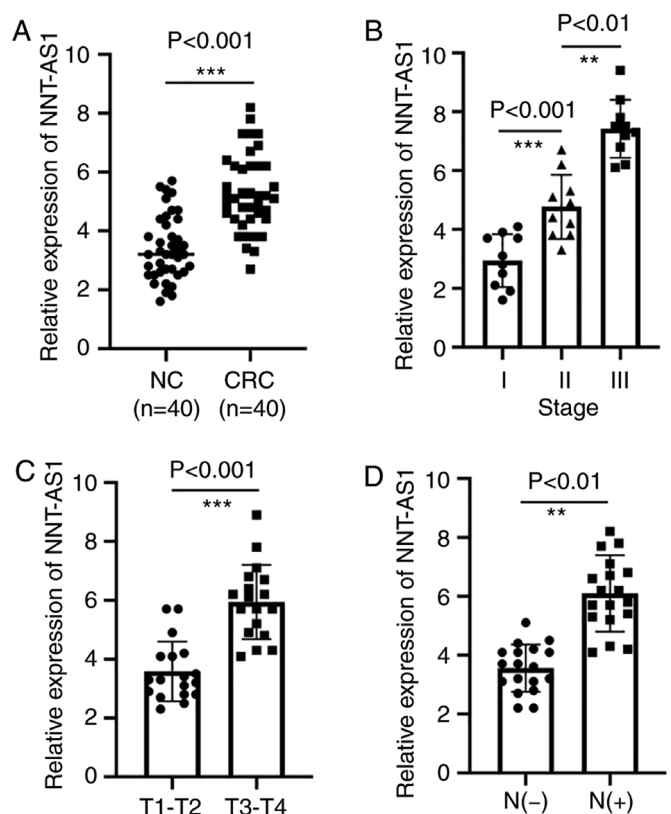 A
P<0.001
***
Relative expression of NNT-AS1
10
8
6
4
2
0
NC
(n=40)
CRC
(n=40)
B
P<0.01
**
P<0.001
***
Relative expression of NNT-AS1
10
8
6
4
2
0
I
II
III
Stage
C
P<0.001
***
Relative expression of NNT-AS1
10
8
6
4
2
0
T1-T2
T3-T4
D
P<0.01
**
Relative expression of NNT-AS1
10
8
6
4
2
0
N(−)
N(+)